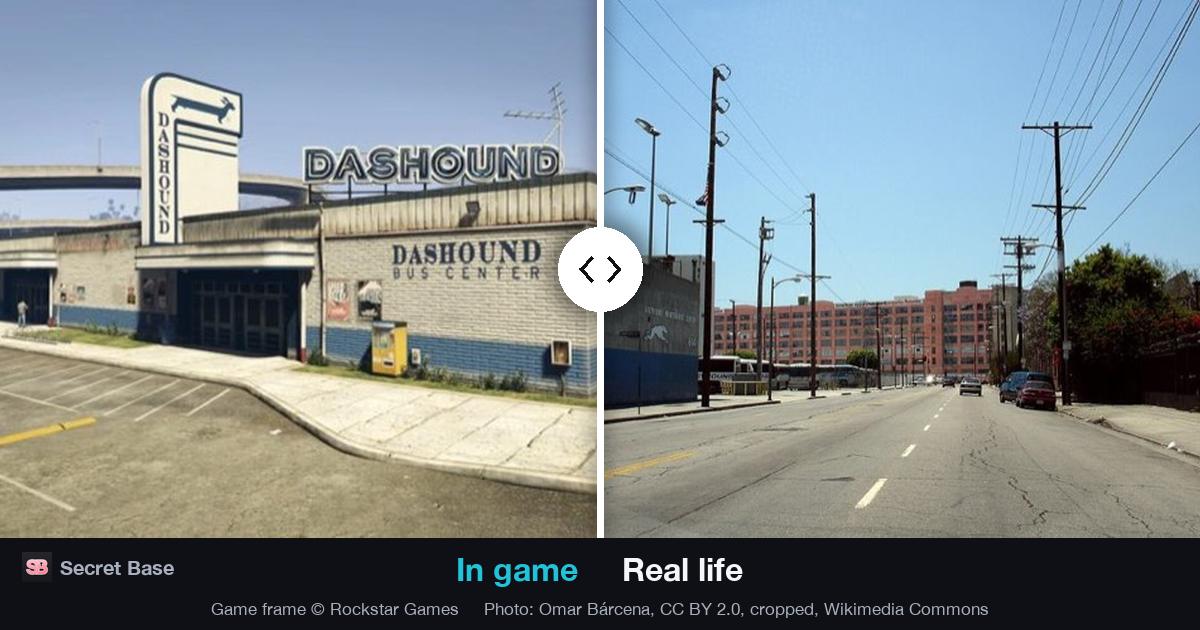 DASHOUND
DASHOUND
DASHOUND
BUS CENTER
SB Secret Base
In game Real life
Game frame © Rockstar Games Photo: Omar Bárcena, CC BY 2.0, cropped, Wikimedia Commons